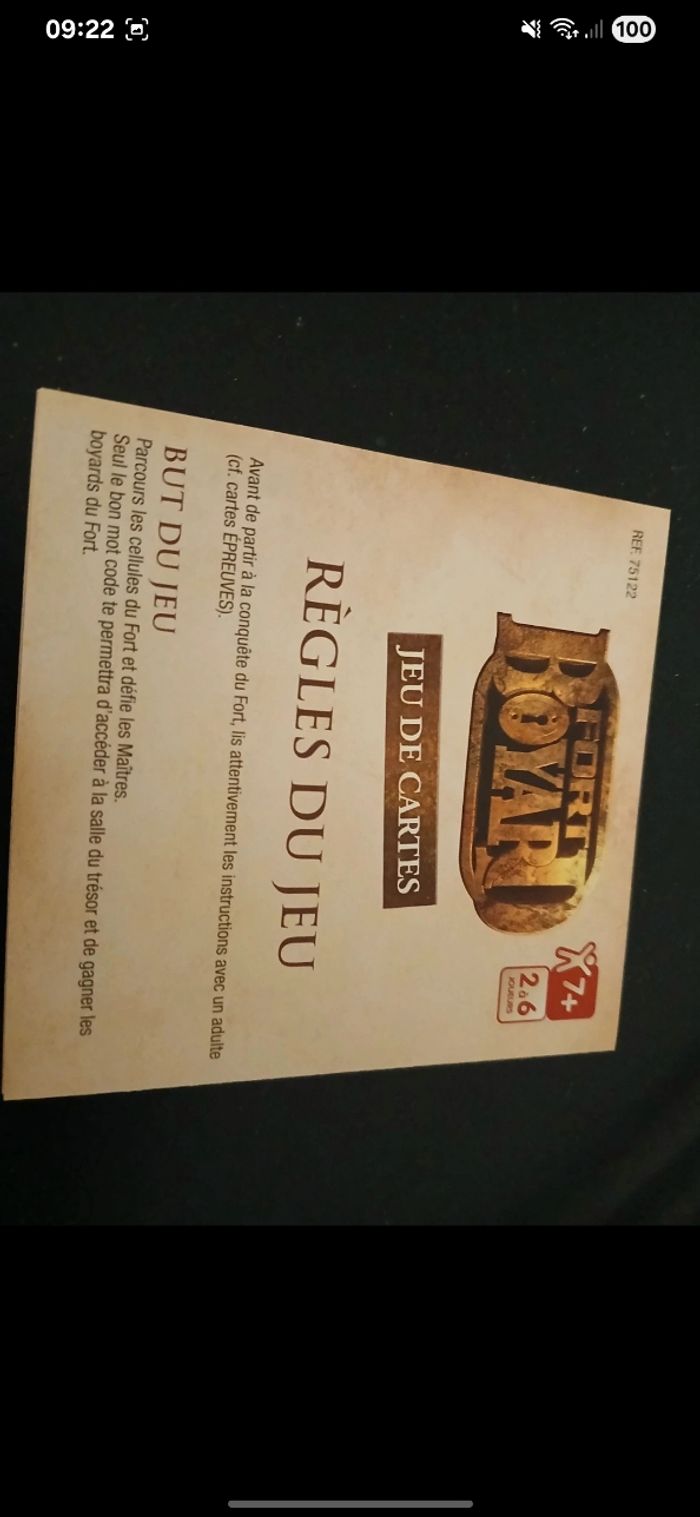 09:22
100
REF. 75122
FORT
BOYARD
7+
2 à 6
JOUEURS
JEU DE CARTES
RÈGLES DU JEU
Avant de partir à la conquête du Fort, lis attentivement les instructions avec un adulte
(cf. cartes ÉPREUVES).
BUT DU JEU
Parcours les cellules du Fort et défie les Maîtres.
Seul le bon mot code te permettra d'accéder à la salle du trésor et de gagner les
boyards du Fort.